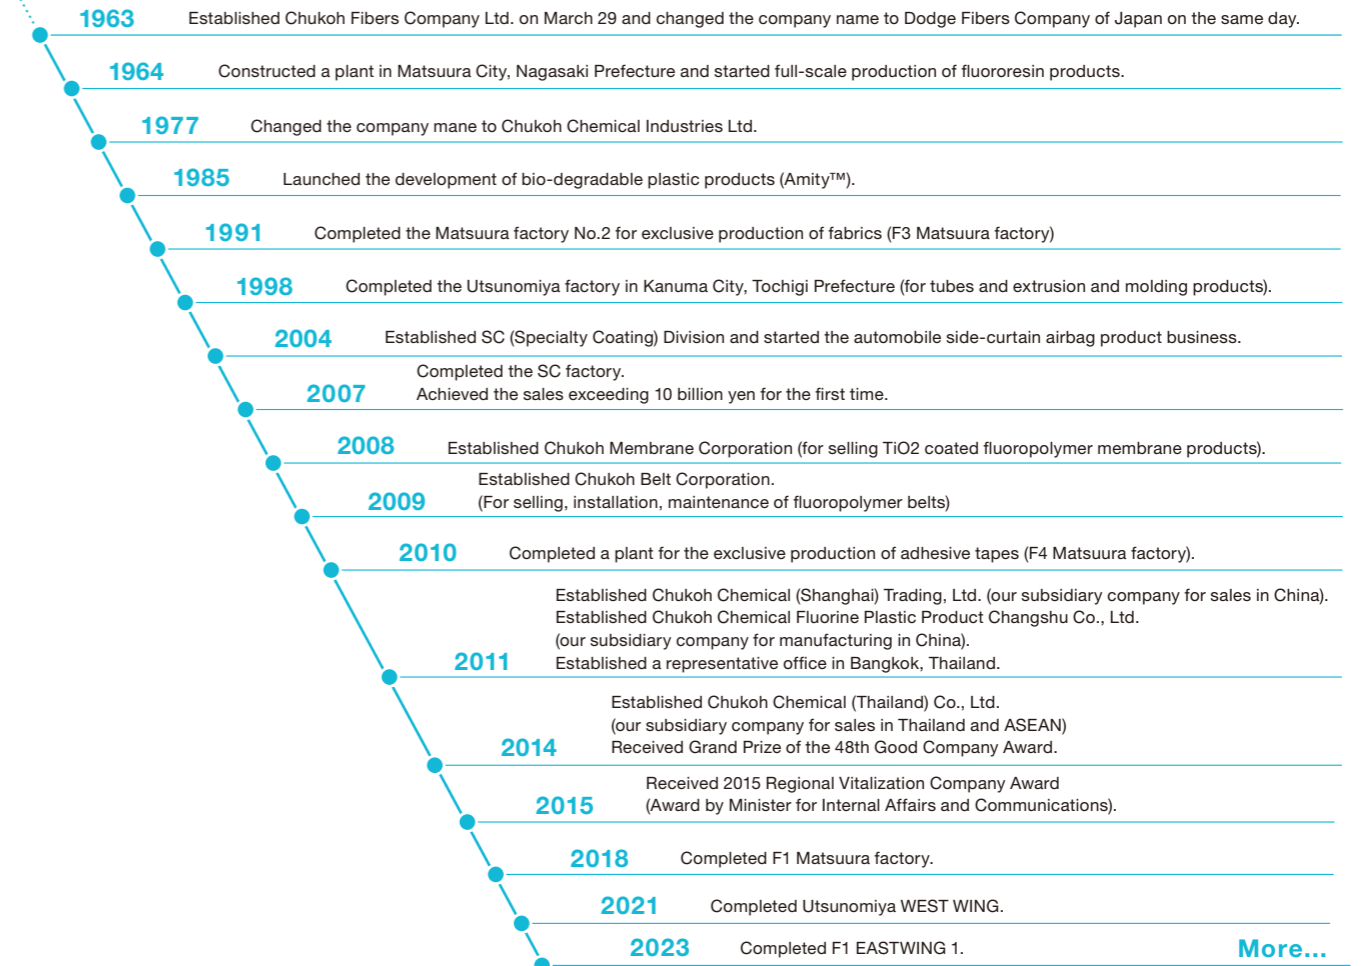 1963 Established Chukoh Fibers Company Ltd. on March 29 and changed the company name to Dodge Fibers Company of Japan on the same day.
1964 Constructed a plant in Matsuura City, Nagasaki Prefecture and started full-scale production of fluororesin products.
1977 Changed the company mane to Chukoh Chemical Industries Ltd.
1985 Launched the development of bio-degradable plastic products (Amity™).
1991 Completed the Matsuura factory No.2 for exclusive production of fabrics (F3 Matsuura factory)
1998 Completed the Utsunomiya factory in Kanuma City, Tochigi Prefecture (for tubes and extrusion and molding products).
2004 Established SC (Specialty Coating) Division and started the automobile side-curtain airbag product business.
Completed the SC factory.
2007 Achieved the sales exceeding 10 billion yen for the first time.
2008 Established Chukoh Membrane Corporation (for selling TiO2 coated fluoropolymer membrane products).
Established Chukoh Belt Corporation.
2009 (For selling, installation, maintenance of fluoropolymer belts)
2010 Completed a plant for the exclusive production of adhesive tapes (F4 Matsuura factory).
Established Chukoh Chemical (Shanghai) Trading, Ltd. (our subsidiary company for sales in China).
Established Chukoh Chemical Fluorine Plastic Product Changshu Co., Ltd.
(our subsidiary company for manufacturing in China).
2011 Established a representative office in Bangkok, Thailand.
Established Chukoh Chemical (Thailand) Co., Ltd.
(our subsidiary company for sales in Thailand and ASEAN)
2014 Received Grand Prize of the 48th Good Company Award.
Received 2015 Regional Vitalization Company Award
2015 (Award by Minister for Internal Affairs and Communications).
2018 Completed F1 Matsuura factory.
2021 Completed Utsunomiya WEST WING.
2023 Completed F1 EASTWING 1. More...